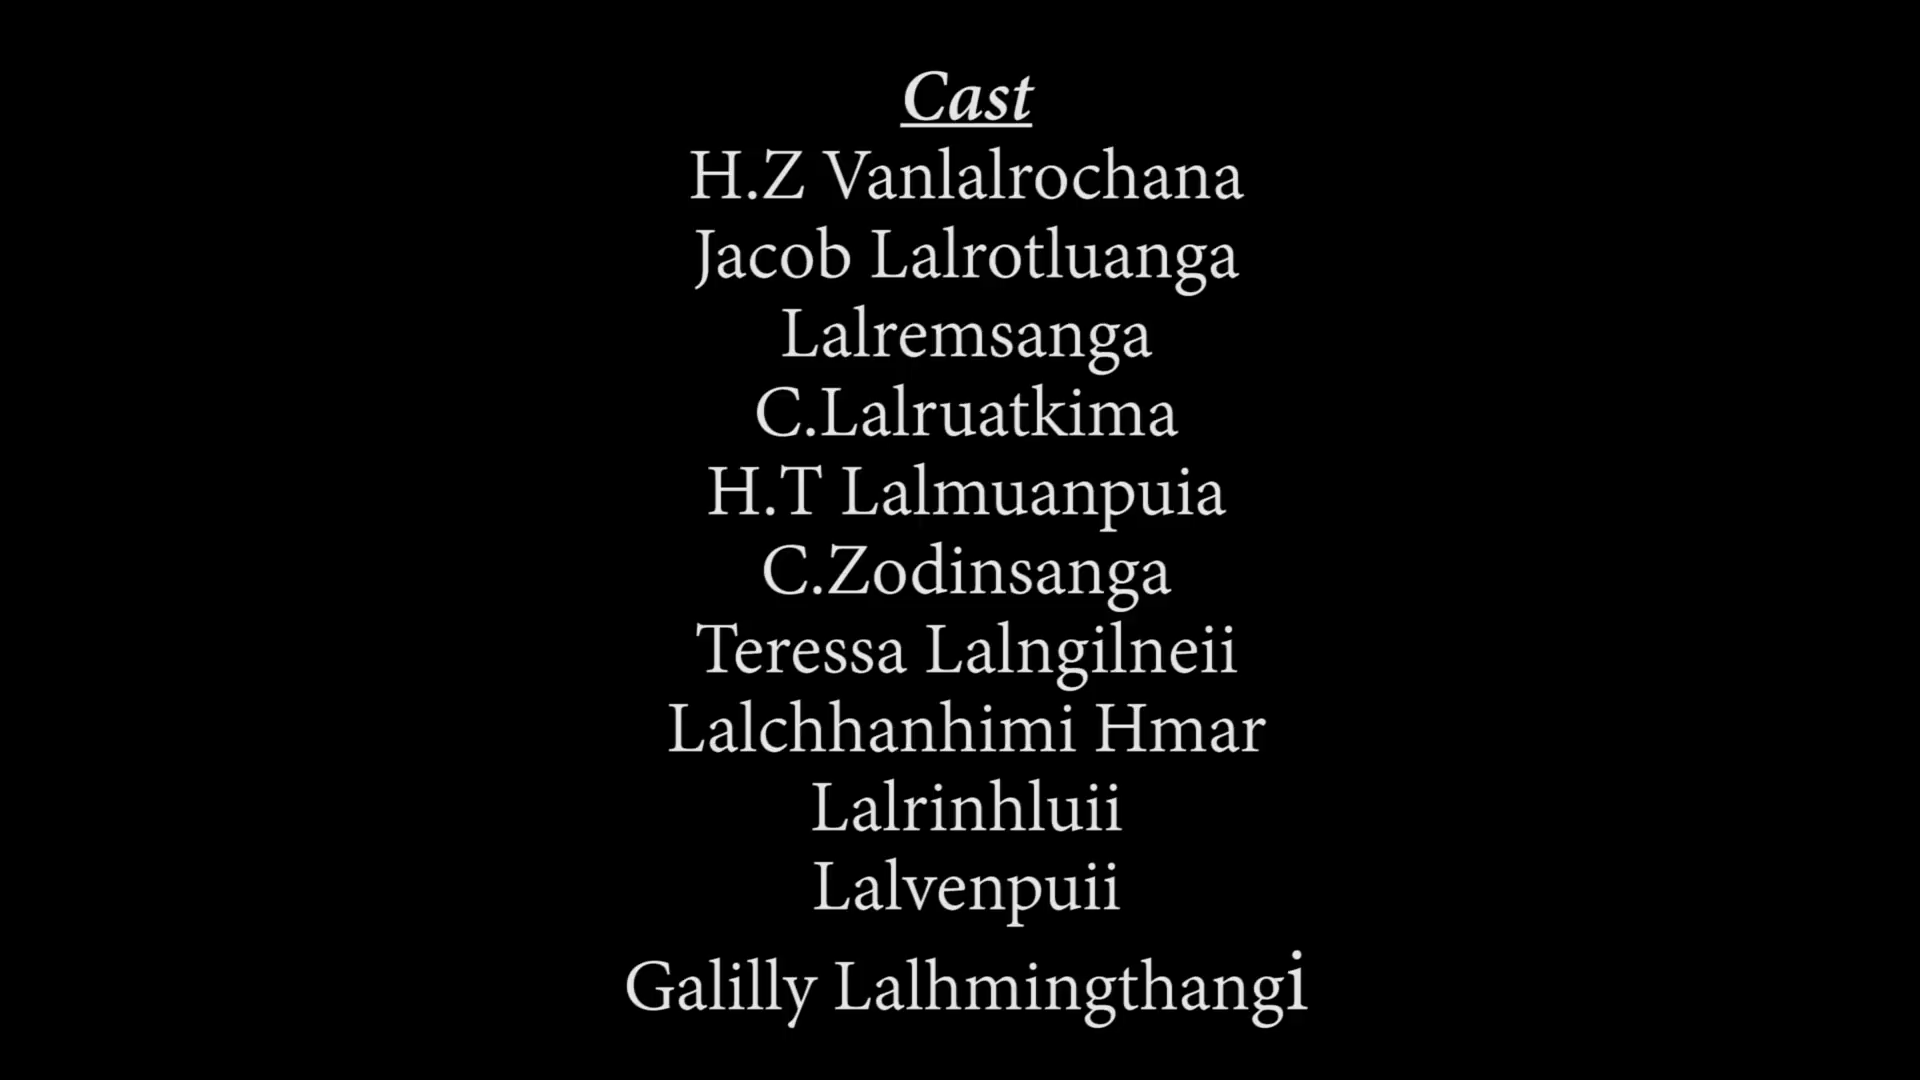 Cast
H.Z Vanlalrochana
Jacob Lalrotluanga
Lalremsanga
C.Lalruatkima
H.T Lalmuanpuia
C.Zodinsanga
Teressa Lalngilneii
Lalchhanhimi Hmar
Lalrinhluii
Lalvenpuii
Galilly Lalhmingthangi